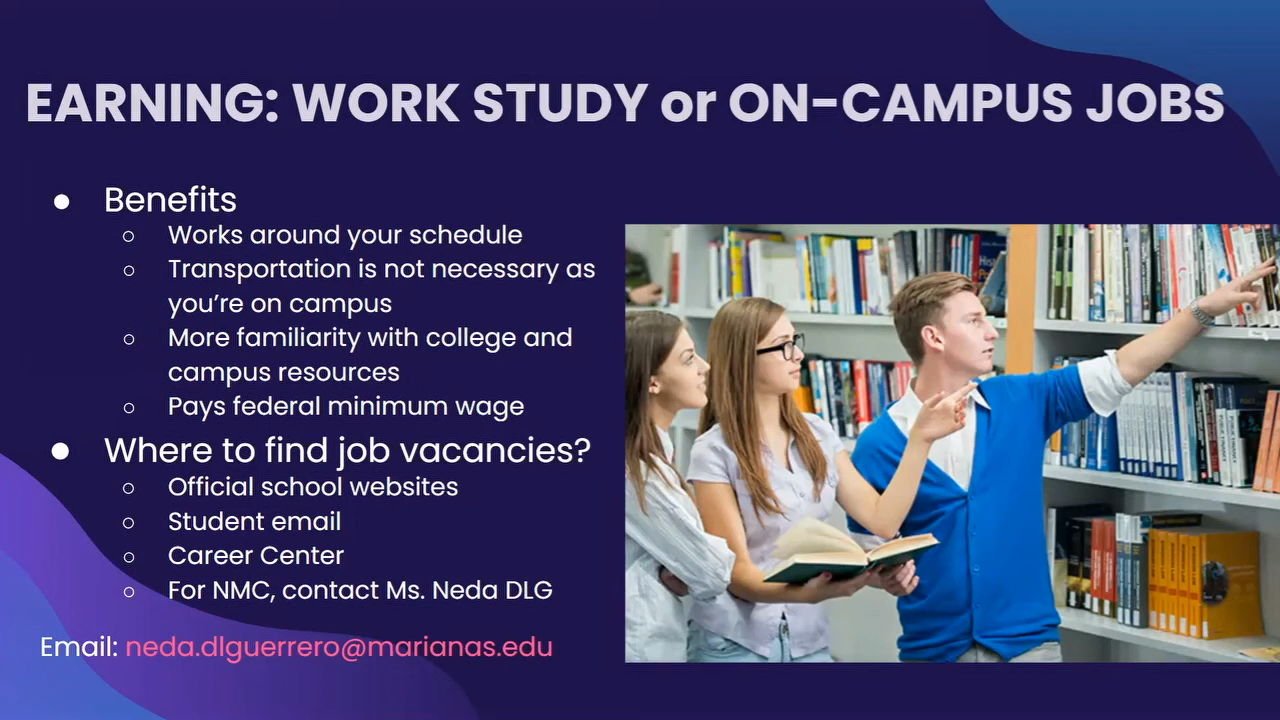 EARNING: WORK STUDY or ON-CAMPUS JOBS
● Benefits
○ Works around your schedule
○ Transportation is not necessary as
you're on campus
○ More familiarity with college and
campus resources
○ Pays federal minimum wage
● Where to find job vacancies?
○ Official school websites
○ Student email
○ Career Center
○ For NMC, contact Ms. Neda DLG
Email: neda.dlguerrero@marianas.edu